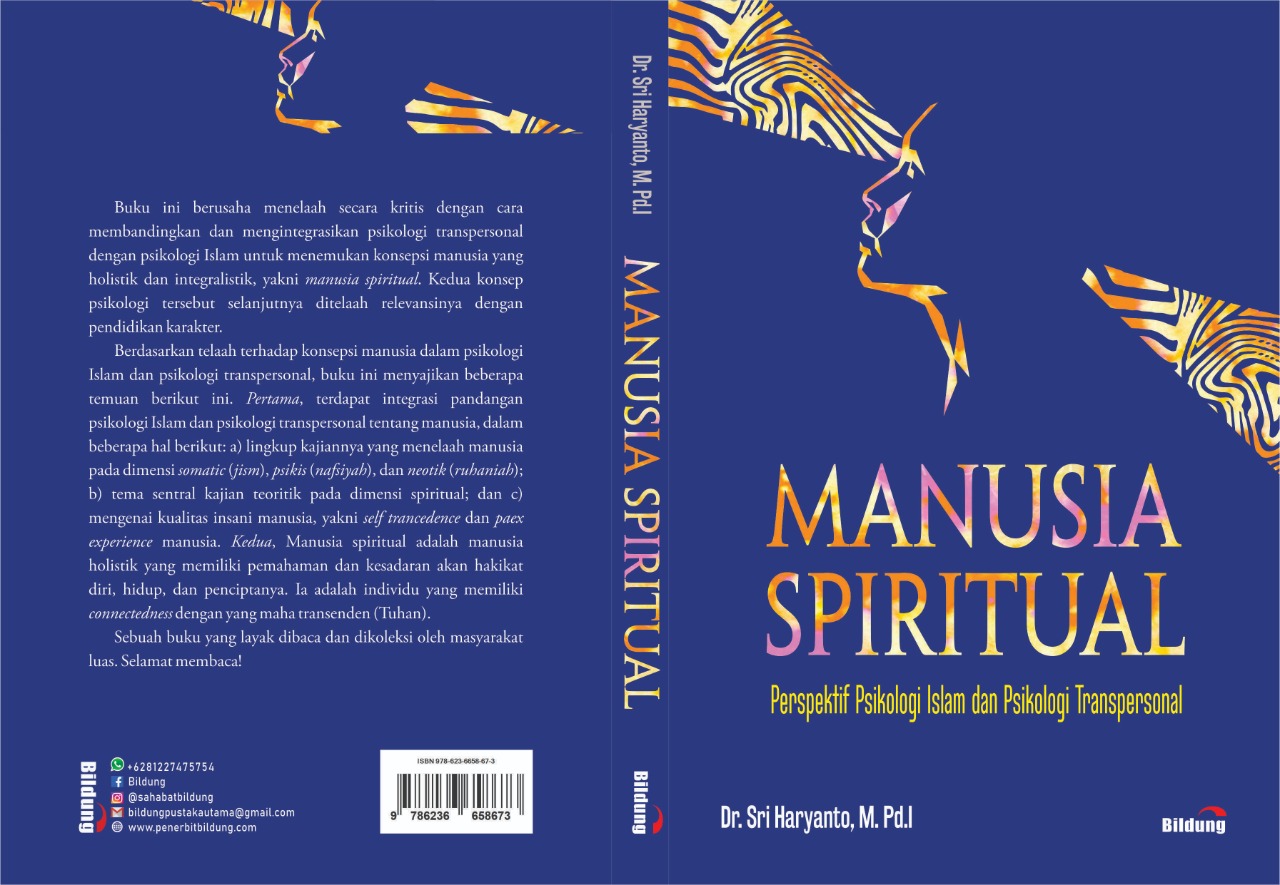 Buku ini berusaha menelaah secara kritis dengan cara
membandingkan dan mengintegrasikan psikologi transpersonal
dengan psikologi Islam untuk menemukan konsepsi manusia yang
holistik dan integralistik, yakni manusia spiritual. Kedua konsep
psikologi tersebut selanjutnya ditelaah relevansinya dengan
pendidikan karakter.
Berdasarkan telaah terhadap konsepsi manusia dalam psikologi
Islam dan psikologi transpersonal, buku ini menyajikan beberapa
temuan berikut ini. Pertama, terdapat integrasi pandangan
psikologi Islam dan psikologi transpersonal tentang manusia, dalam
beberapa hal berikut: a) lingkup kajiannya yang menelaah manusia
pada dimensi somatic (jism), psikis (nafsiyah), dan neotik (ruhaniah);
b) tema sentral kajian teoritik pada dimensi spiritual; dan c)
mengenai kualitas insani manusia, yakni self trancedence dan paex
experience manusia. Kedua, Manusia spiritual adalah manusia
holistik yang memiliki pemahaman dan kesadaran akan hakikat
diri, hidup, dan penciptanya. Ia adalah individu yang memiliki
connectedness dengan yang maha transenden (Tuhan).
Sebuah buku yang layak dibaca dan dikoleksi oleh masyarakat
luas. Selamat membaca!
Bildung
+6281227475754
Bildung
@sahabatbildung
bildungpustakautama@gmail.com
www.penerbitbildung.com
ISBN 978-623-6658-67-3
9 786236 658673
Dr. Sri Haryanto, M. Pd.I
MANUSIA SPIRITUAL
Bildung
MANUSIA
SPIRITUAL
Perspektif Psikologi Islam dan Psikologi Transpersonal
Dr. Sri Haryanto, M. Pd.I
Bildung